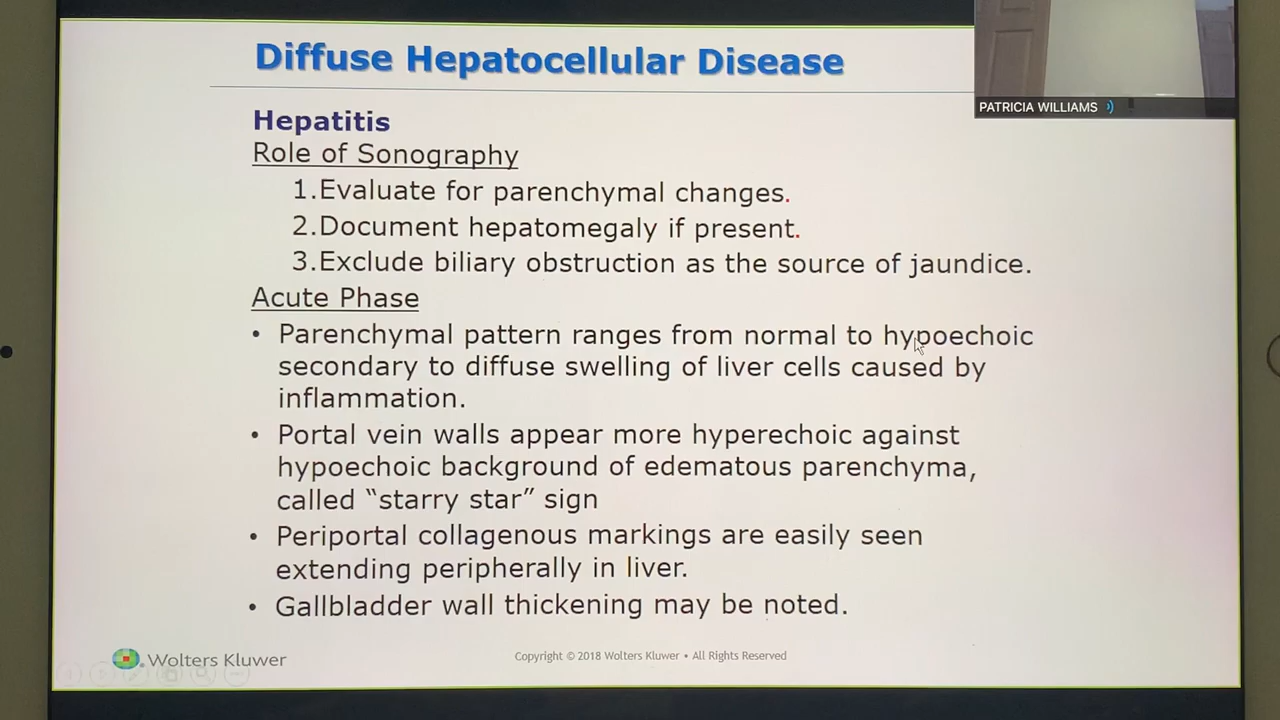 Diffuse Hepatocellular Disease
PATRICIA WILLIAMS
Hepatitis
Role of Sonography
1.Evaluate for parenchymal changes.
2.Document hepatomegaly if present.
3.Exclude biliary obstruction as the source of jaundice.
Acute Phase
• Parenchymal pattern ranges from normal to hypoechoic
secondary to diffuse swelling of liver cells caused by
inflammation.
• Portal vein walls appear more hyperechoic against
hypoechoic background of edematous parenchyma,
called “starry star” sign
• Periportal collagenous markings are easily seen
extending peripherally in liver.
• Gallbladder wall thickening may be noted.
Wolters Kluwer
Copyright © 2018 Wolters Kluwer • All Rights Reserved